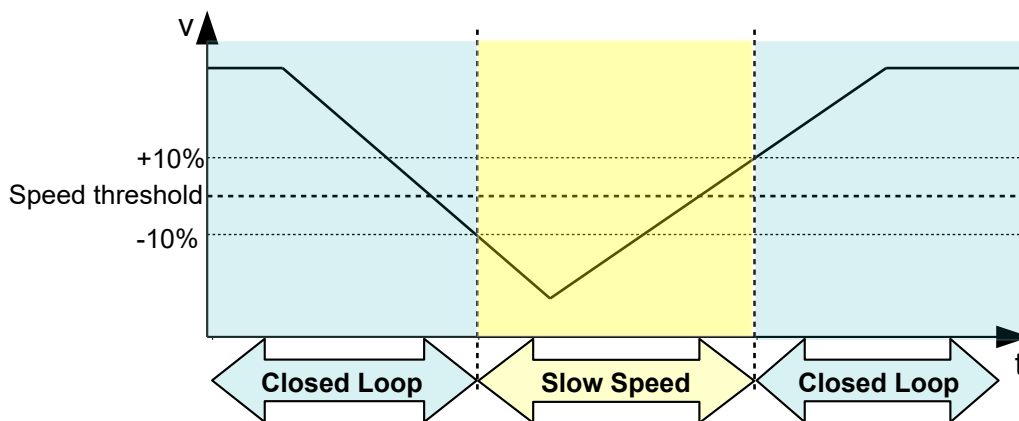 v
+10%
Speed threshold
-10%
t
Closed Loop
Slow Speed
Closed Loop